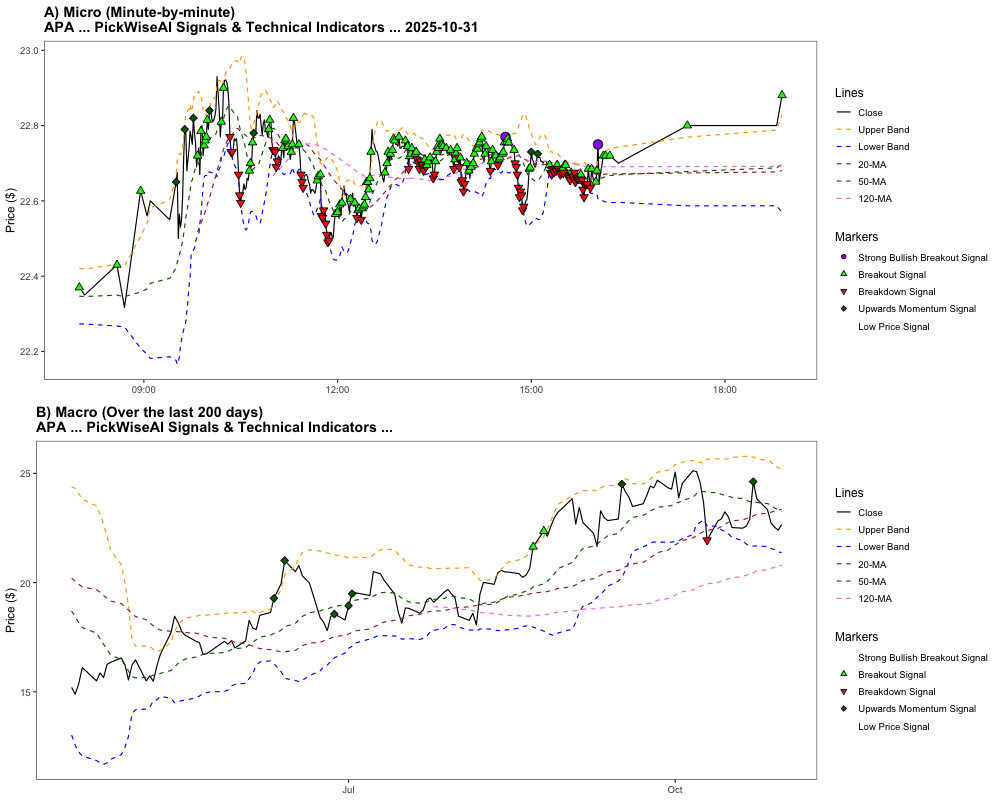 A) Micro (Minute-by-minute)
APA ... PickWiseAI Signals & Technical Indicators ... 2025-10-31
23.0
22.8
22.6
22.4
22.2
Price ($)
09:00
12:00
15:00
18:00
Lines
Close
Upper Band
Lower Band
20-MA
50-MA
120-MA
Markers
Strong Bullish Breakout Signal
Breakout Signal
Breakdown Signal
Upwards Momentum Signal
Low Price Signal
B) Macro (Over the last 200 days)
APA ... PickWiseAI Signals & Technical Indicators ...
25
20
15
Price ($)
Jul
Oct
Lines
Close
Upper Band
Lower Band
20-MA
50-MA
120-MA
Markers
Strong Bullish Breakout Signal
Breakout Signal
Breakdown Signal
Upwards Momentum Signal
Low Price Signal